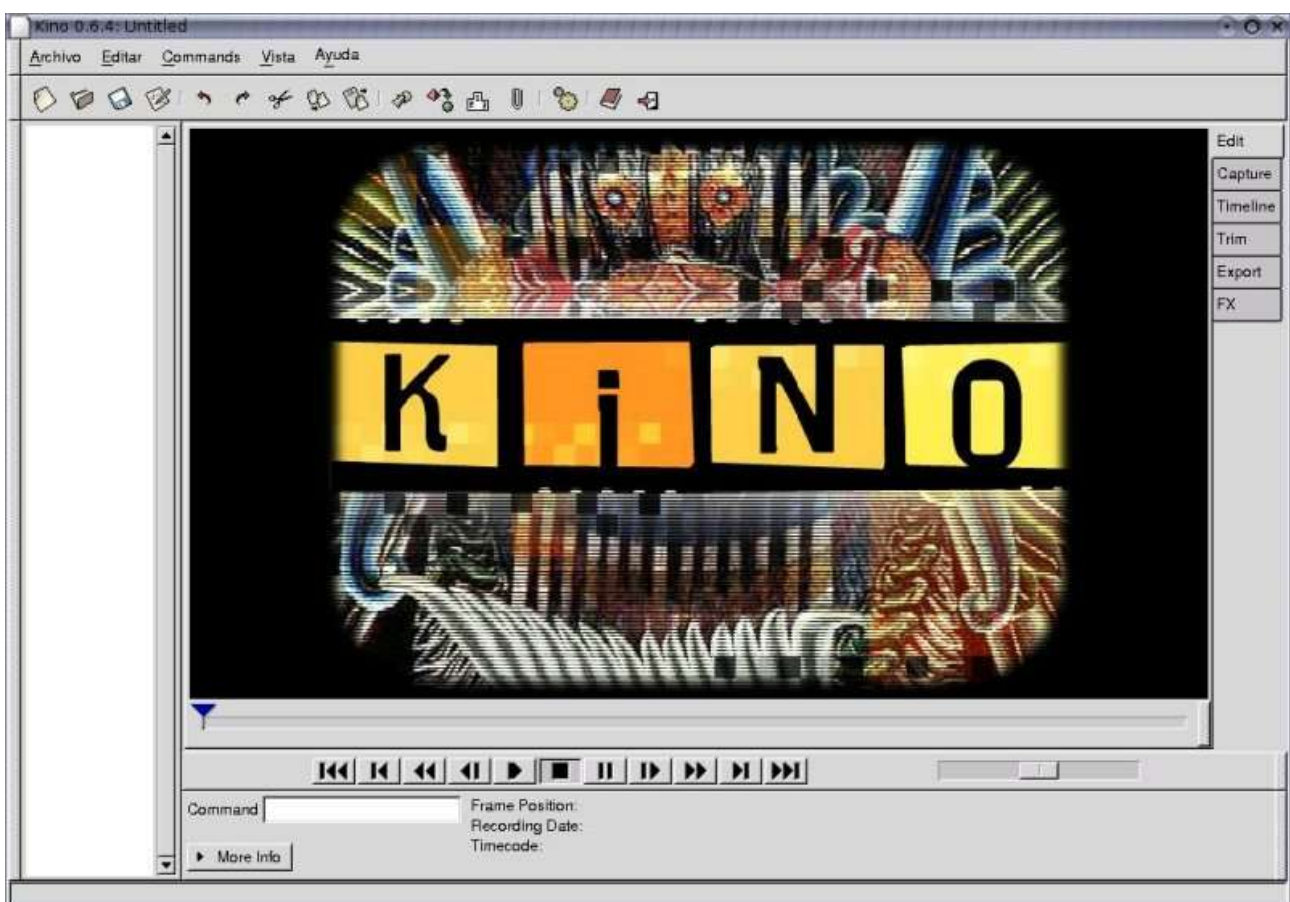 Kino 0.6.4: Untitled
Archivo Editar Commands Vista Ayuda
Edit
Capture
Timeline
Trim
Export
FX
KiNO
Command
Frame Position:
Recording Date:
Timecode:
More Info